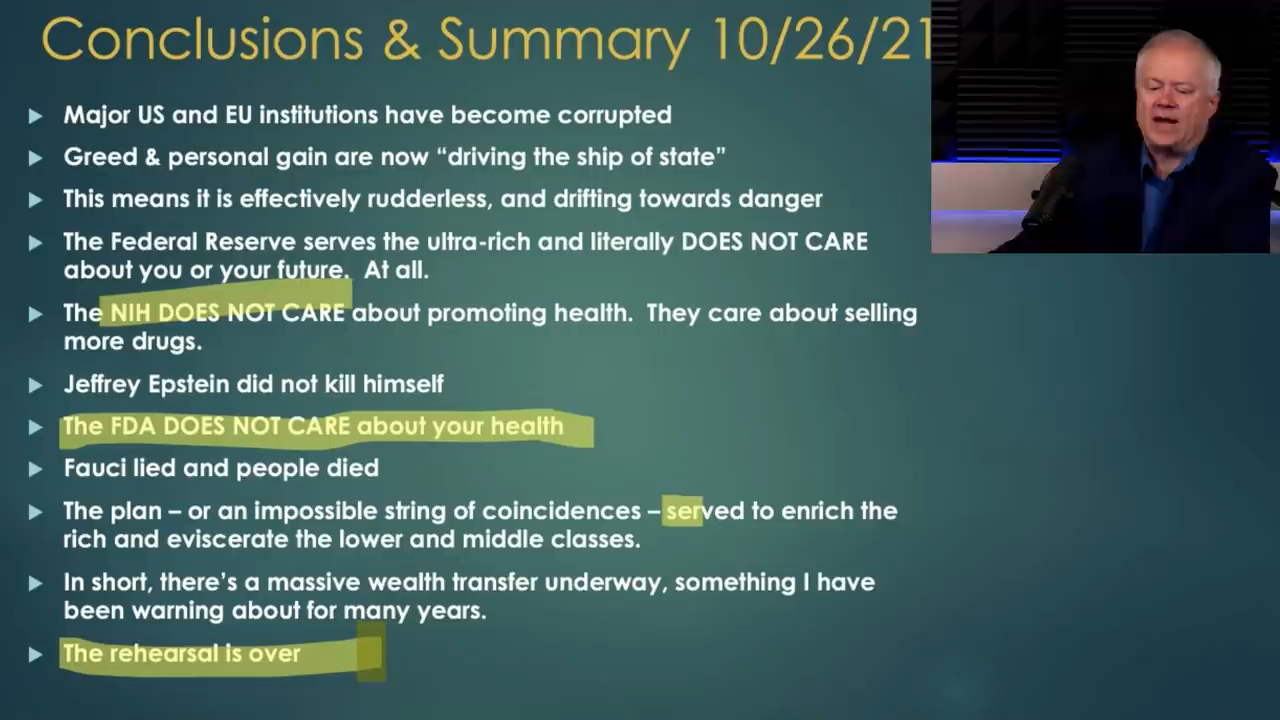 Conclusions & Summary 10/26/21
Major US and EU institutions have become corrupted
Greed & personal gain are now “driving the ship of state”
This means it is effectively rudderless, and drifting towards danger
The Federal Reserve serves the ultra-rich and literally DOES NOT CARE
about you or your future. At all.
The NIH DOES NOT CARE about promoting health. They care about selling
more drugs.
Jeffrey Epstein did not kill himself
The FDA DOES NOT CARE about your health
Fauci lied and people died
The plan – or an impossible string of coincidences – served to enrich the
rich and eviscerate the lower and middle classes.
In short, there’s a massive wealth transfer underway, something I have
been warning about for many years.
The rehearsal is over